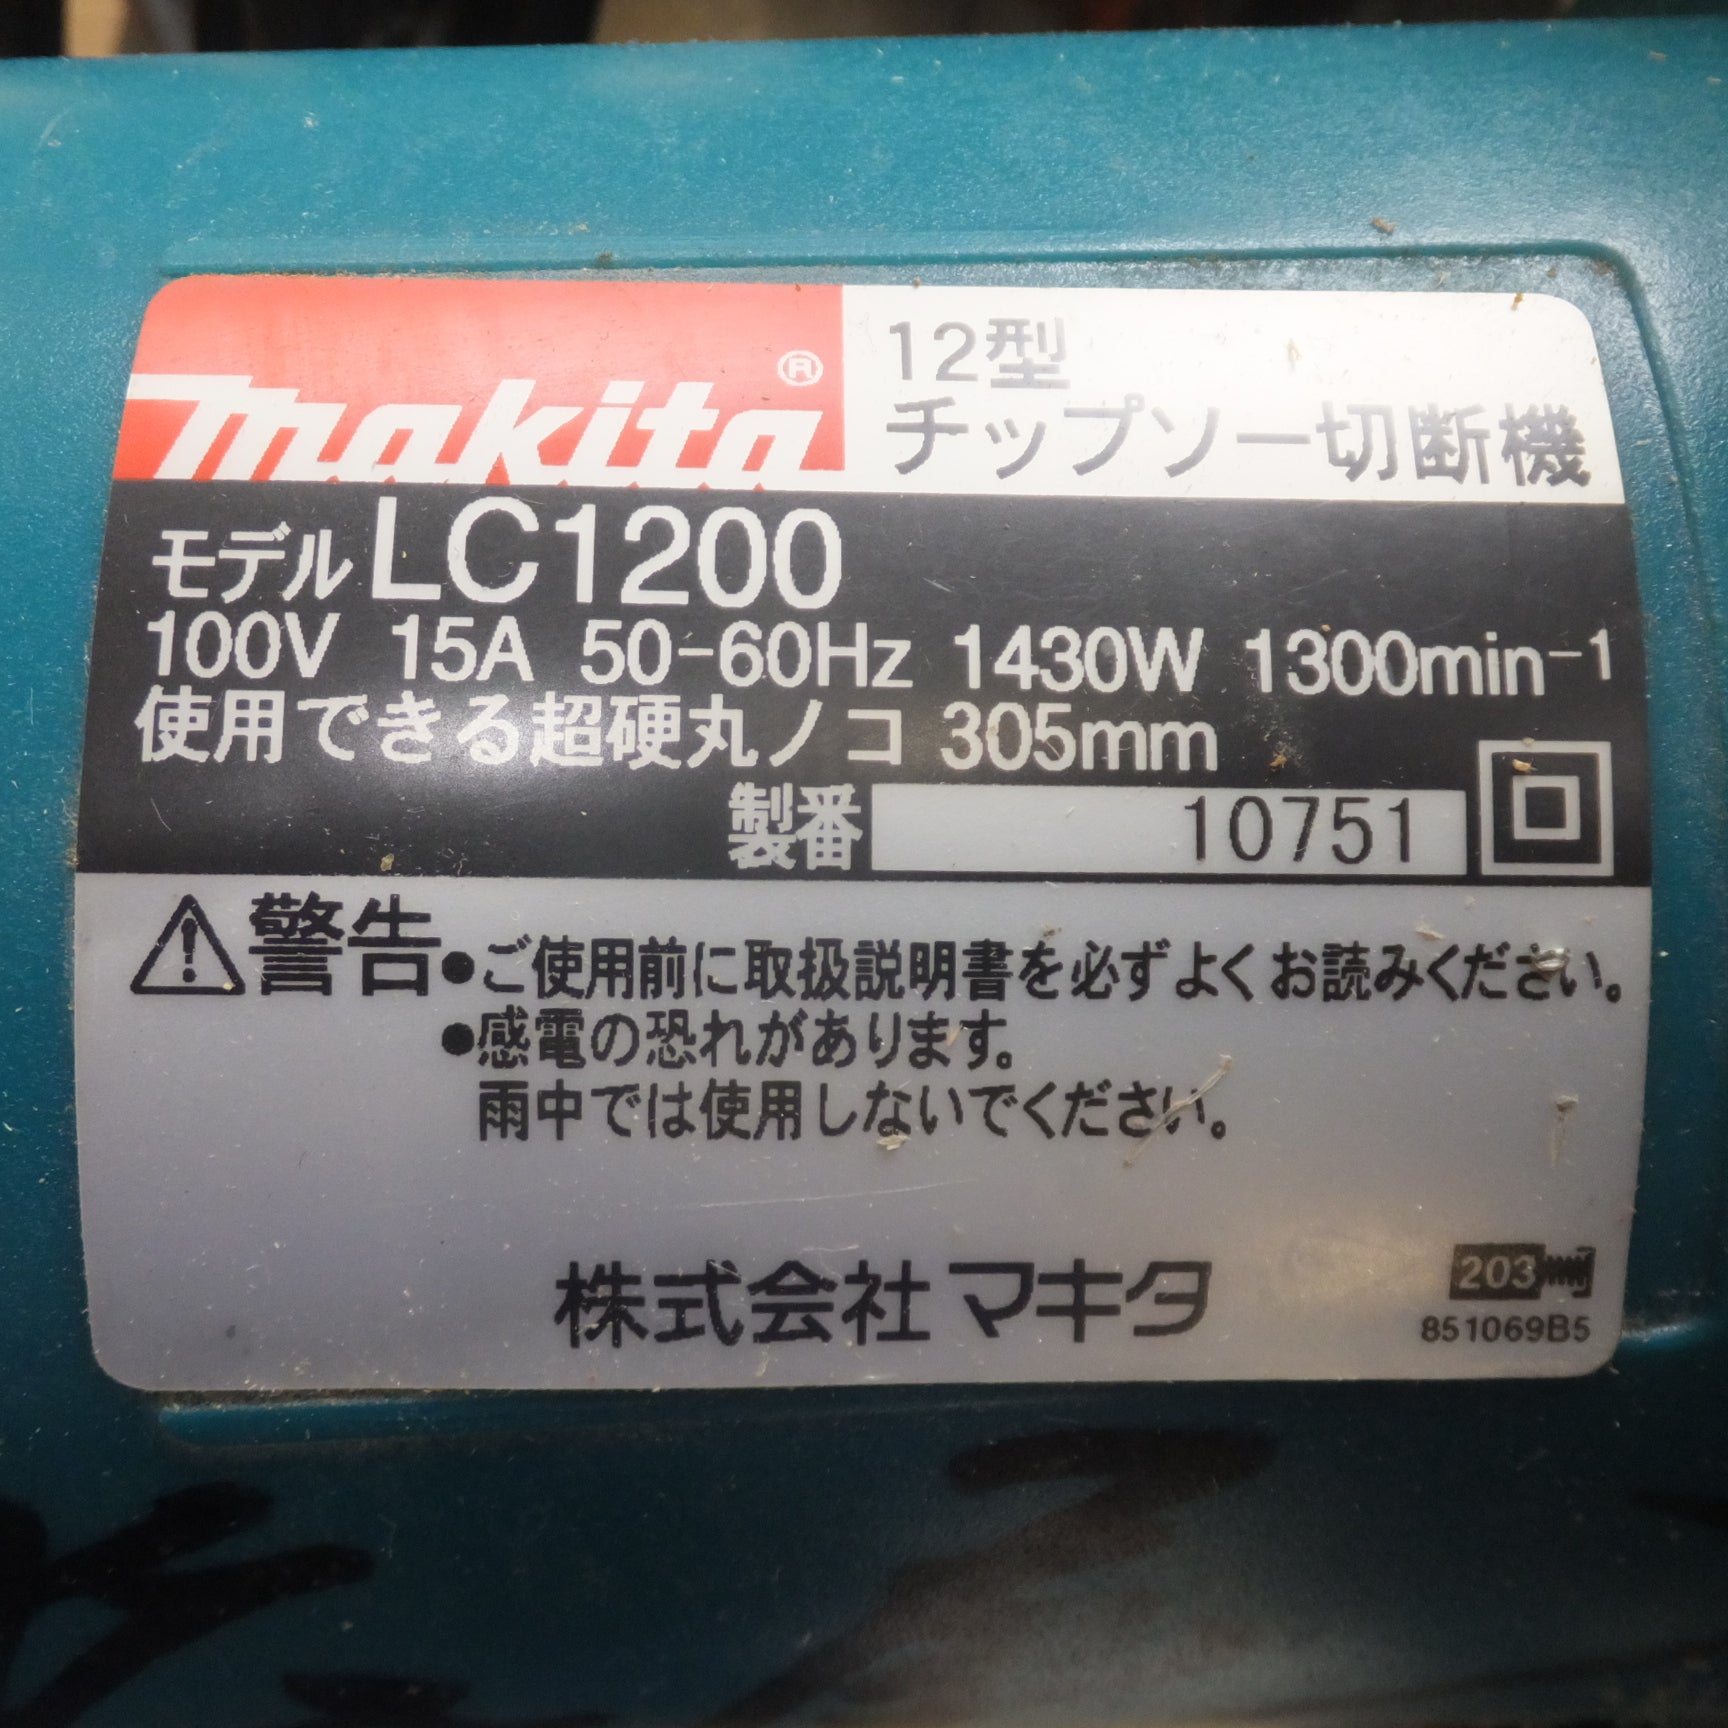 makita®
12型
チップソー切断機
モデル LC1200
100V 15A 50-60Hz 1430W 1300min⁻¹
使用できる超硬丸ノコ 305mm
製番 10751
警告 ●ご使用前に取扱説明書を必ずよくお読みください。
●感電の恐れがあります。
雨中では使用しないでください。
株式会社マキタ
203
851069B5